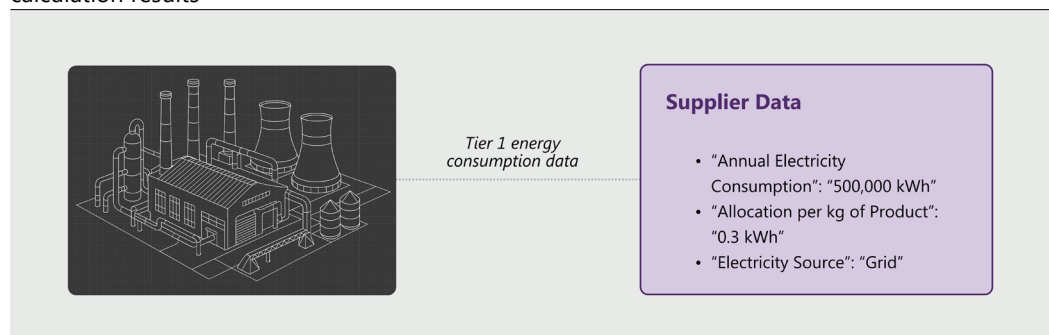 calculation results
Tier 1 energy
consumption data
Supplier Data
• “Annual Electricity
Consumption”: “500,000 kWh”
• “Allocation per kg of Product”:
“0.3 kWh”
• “Electricity Source”: “Grid”